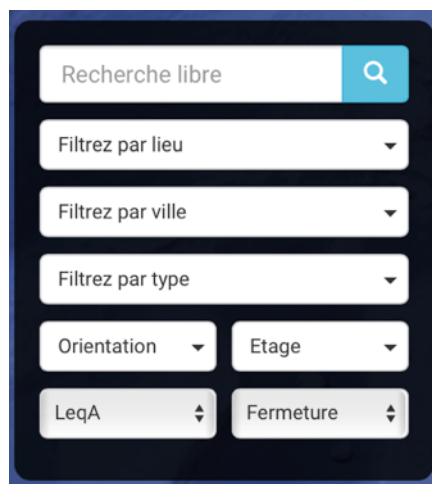 Recherche libre
Filtrez par lieu
Filtrez par ville
Filtrez par type
Orientation Etage
LeqA Fermeture